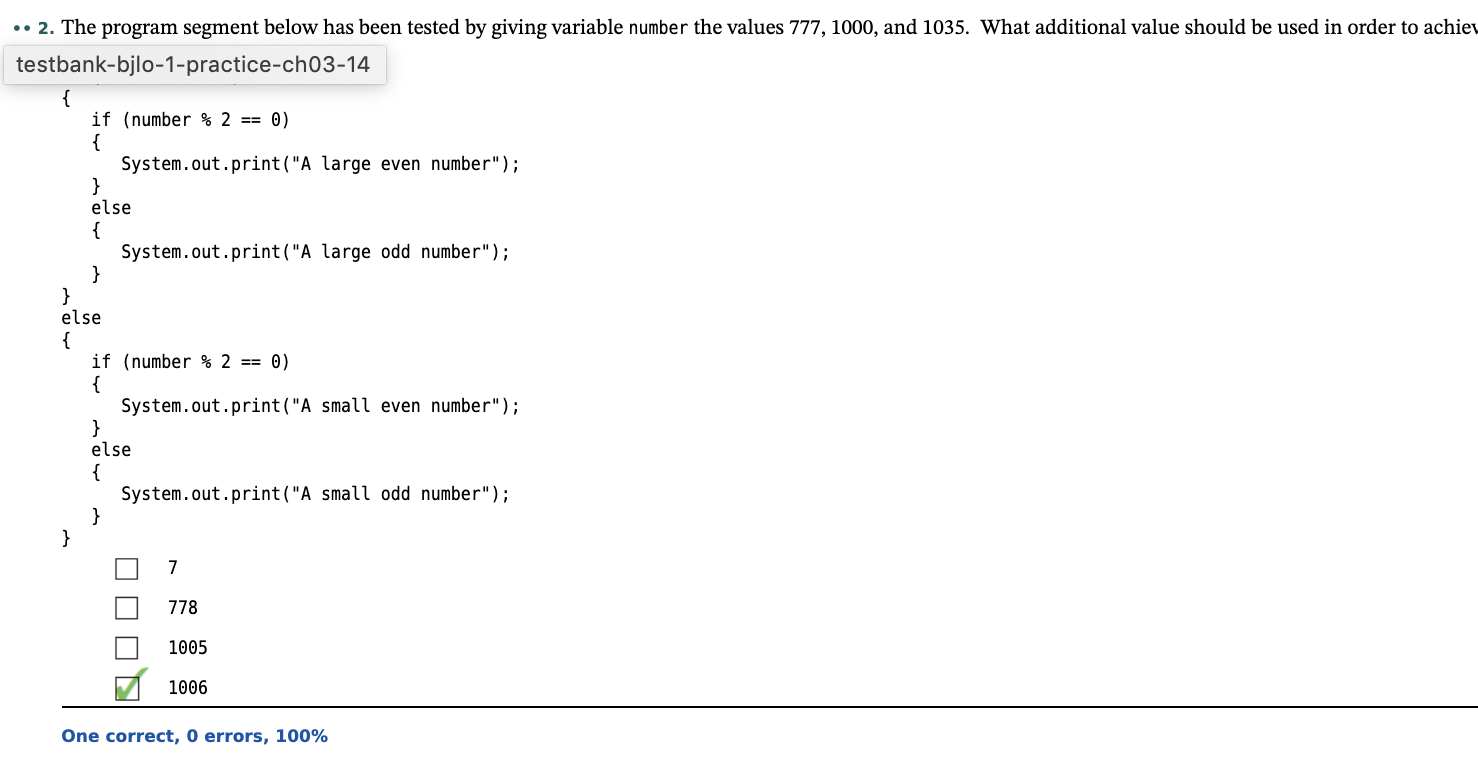 •• 2. The program segment below has been tested by giving variable number the values 777, 1000, and 1035. What additional value should be used in order to
testbank-bjlo-1-practice-ch03-14
{
if (number % 2 == 0)
{
System.out.print("A large even number");
}
else
{
System.out.print("A large odd number");
}
}
else
{
if (number % 2 == 0)
{
System.out.print("A small even number");
}
else
{
System.out.print("A small odd number");
}
}
7
778
1005
1006
One correct, 0 errors, 100%